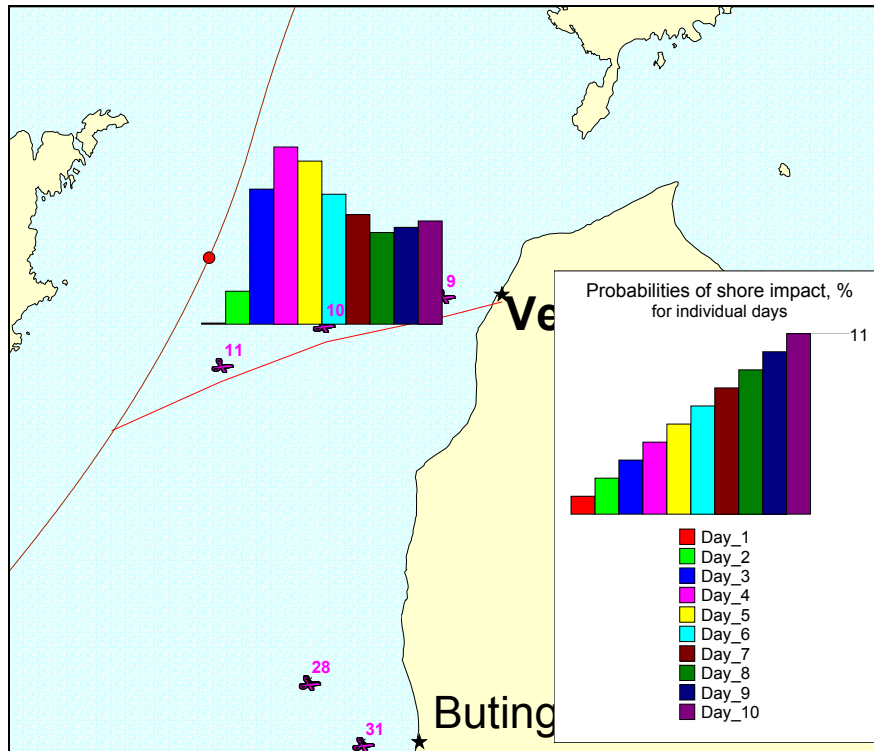 9
10
Ve
11
Probabilities of shore impact, %
for individual days
11
Day_1
Day_2
Day_3
Day_4
Day_5
Day_6
Day_7
Day_8
Day_9
Day_10
28
Buting
31